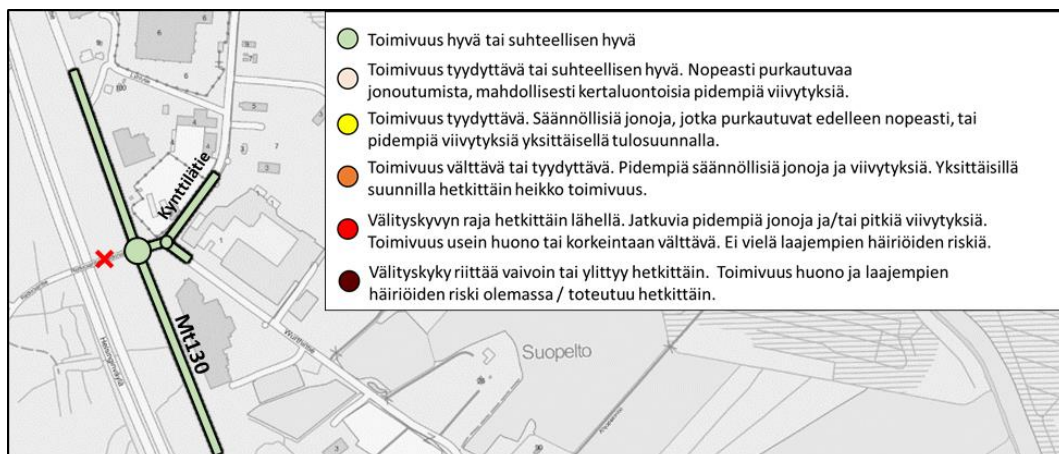 Toimivuus hyvä tai suhteellisen hyvä
Toimivuus tyydyttävä tai suhteellisen hyvä. Nopeasti purkautuvaa
jonoutumista, mahdollisesti kertaluontoisia pidempiä viivytyksiä.
Toimivuus tyydyttävä. Säännöllisiä jonoja, jotka purkautuvat edelleen nopeasti, tai
pidempiä viivytyksiä yksittäisellä tulosuunnalla.
Toimivuus välttävä tai tyydyttävä. Pidempiä säännöllisiä jonoja ja viivytyksiä. Yksittäisillä
suunnilla hetkittäin heikko toimivuus.
Välityskyvyn raja hetkittäin lähellä. Jatkuvia pidempiä jonoja ja/tai pitkiä viivytyksiä.
Toimivuus usein huono tai korkeintaan välttävä. Ei vielä laajempien häiriöiden riskiä.
Välityskyky riittää vaivoin tai ylittyy hetkittäin. Toimivuus huono ja laajempien
häiriöiden riski olemassa / toteutuu hetkittäin.
Kynttilätie
Mt130
Suopelto
Würthintie
Helsinginväylä